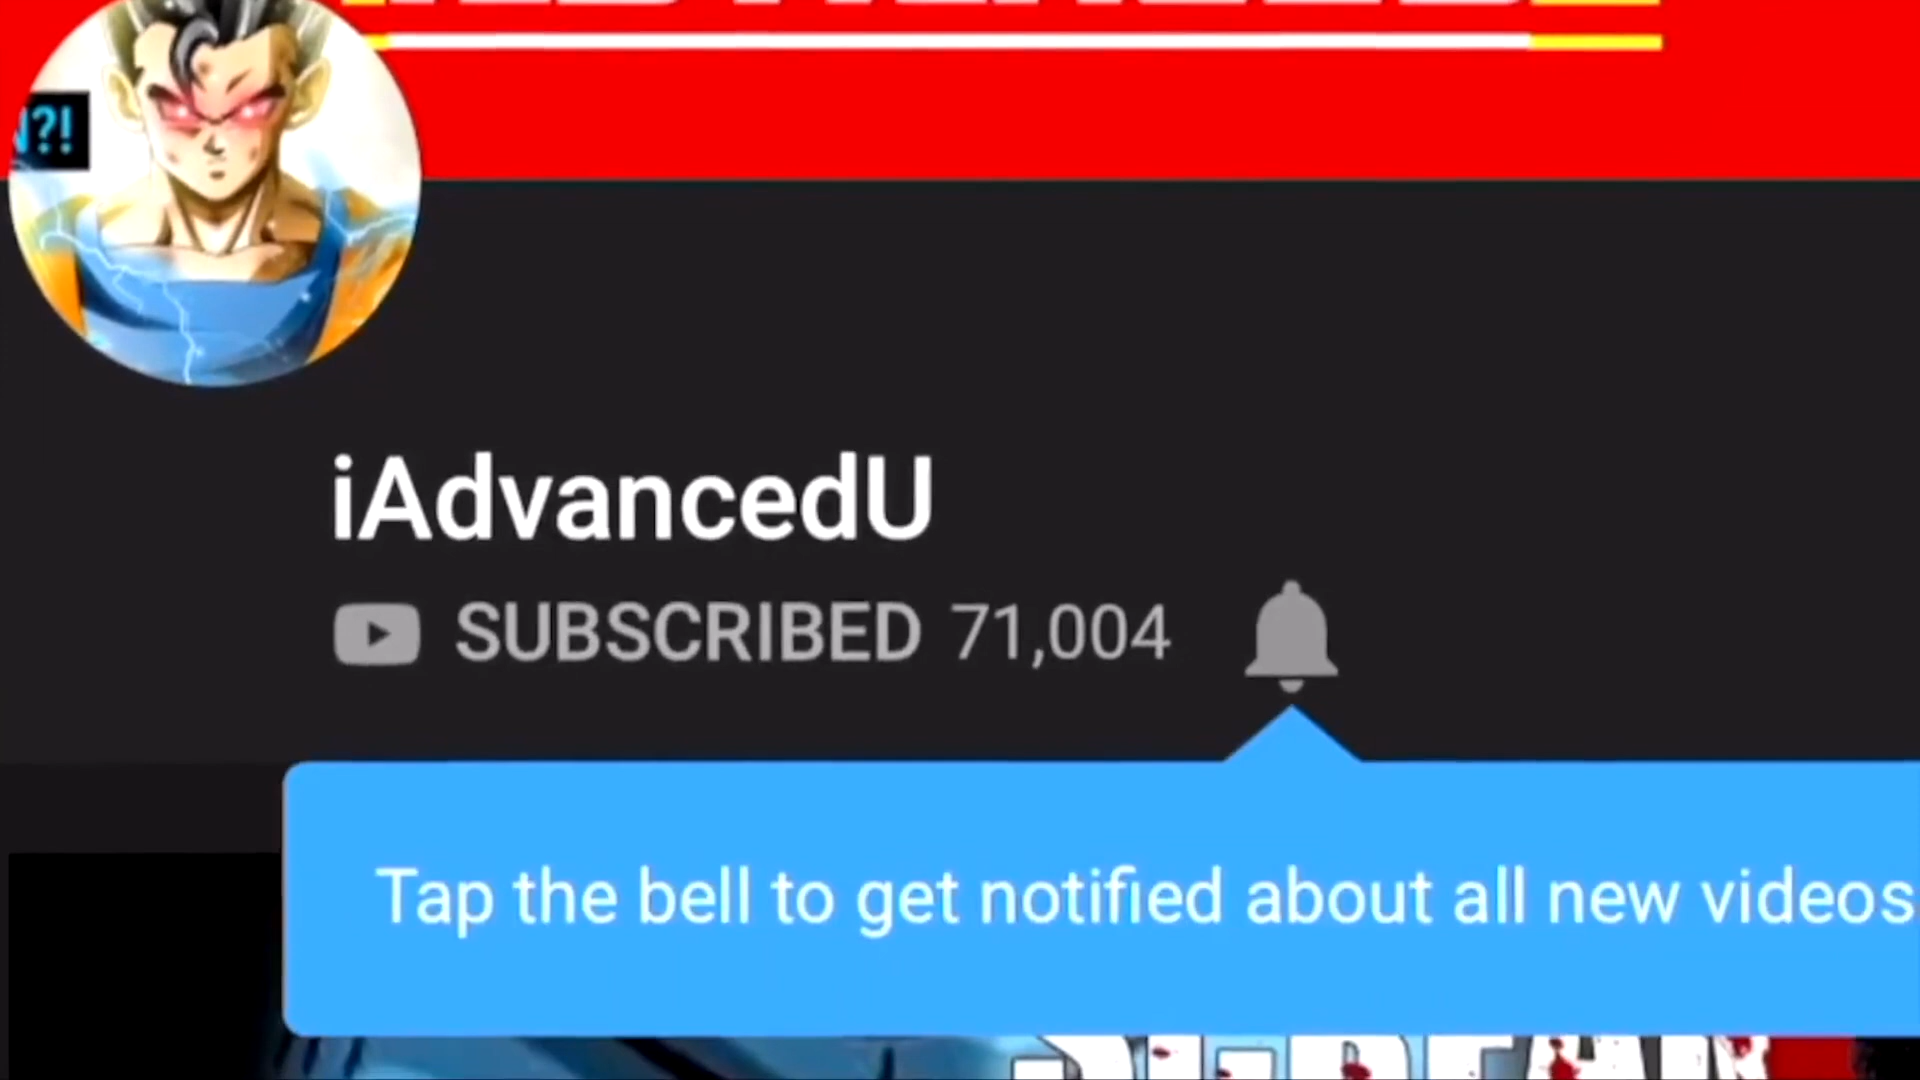 ?!
iAdvancedU
SUBSCRIBED 71,004
Tap the bell to get notified about all new videos